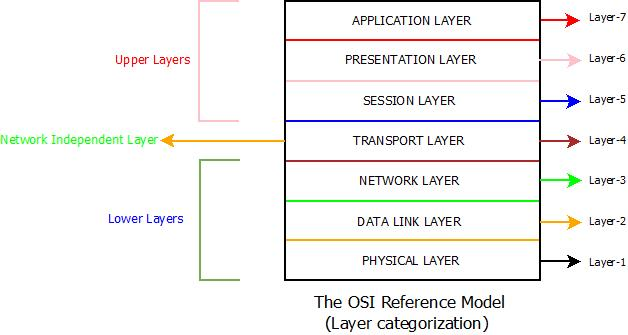 APPLICATION LAYER
Layer-7
Upper Layers
PRESENTATION LAYER
Layer-6
SESSION LAYER
Layer-5
Network Independent Layer
TRANSPORT LAYER
Layer-4
NETWORK LAYER
Layer-3
Lower Layers
DATA LINK LAYER
Layer-2
PHYSICAL LAYER
Layer-1
The OSI Reference Model
(Layer categorization)